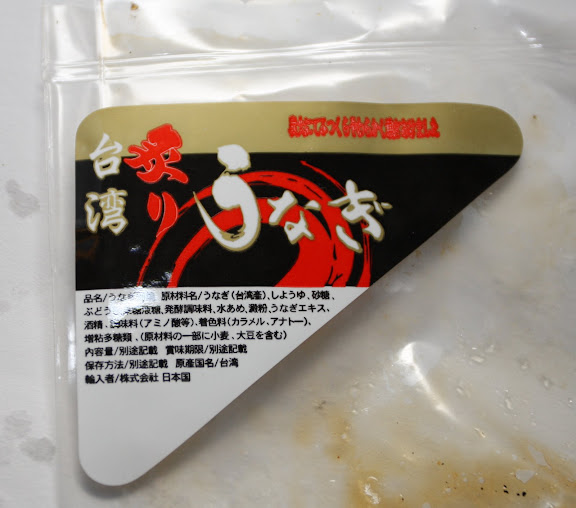 台湾
炙り
うなぎ
品名/うなぎ 原材料名/うなぎ(台湾産)、しようゆ、砂糖、
ぶどう 糖液糖、発酵調味料、水あめ、澱粉、うなぎエキス、
酒精、調味料(アミノ酸等)、着色料(カラメル、アナトー)、
増粘多糖類、(原材料の一部に小麦、大豆を含む)
内容量/別途記載 賞味期限/別途記載
保存方法/別途記載 原産国名/台湾
輸入者/株式会社 日本国